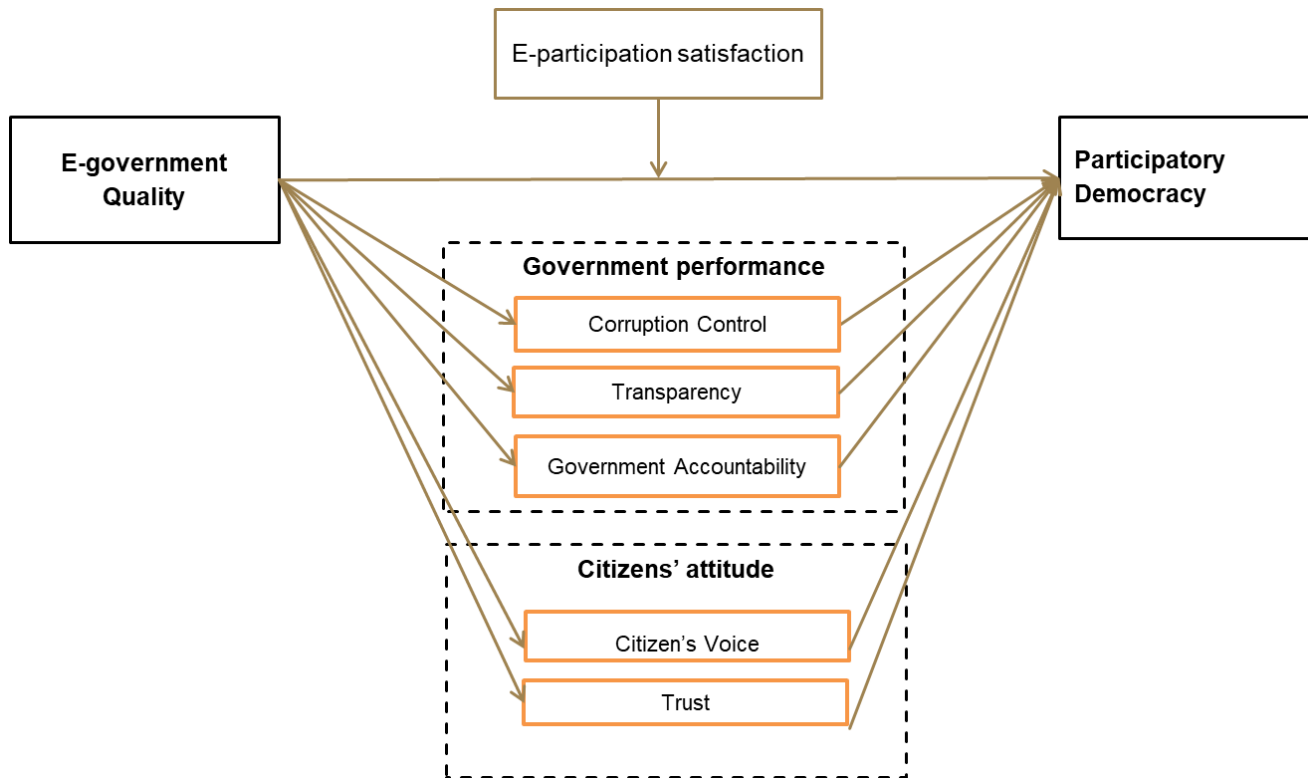 E-participation satisfaction
E-government
Quality
Participatory
Democracy
Government performance
Corruption Control
Transparency
Government Accountability
Citizens’ attitude
Citizen’s Voice
Trust